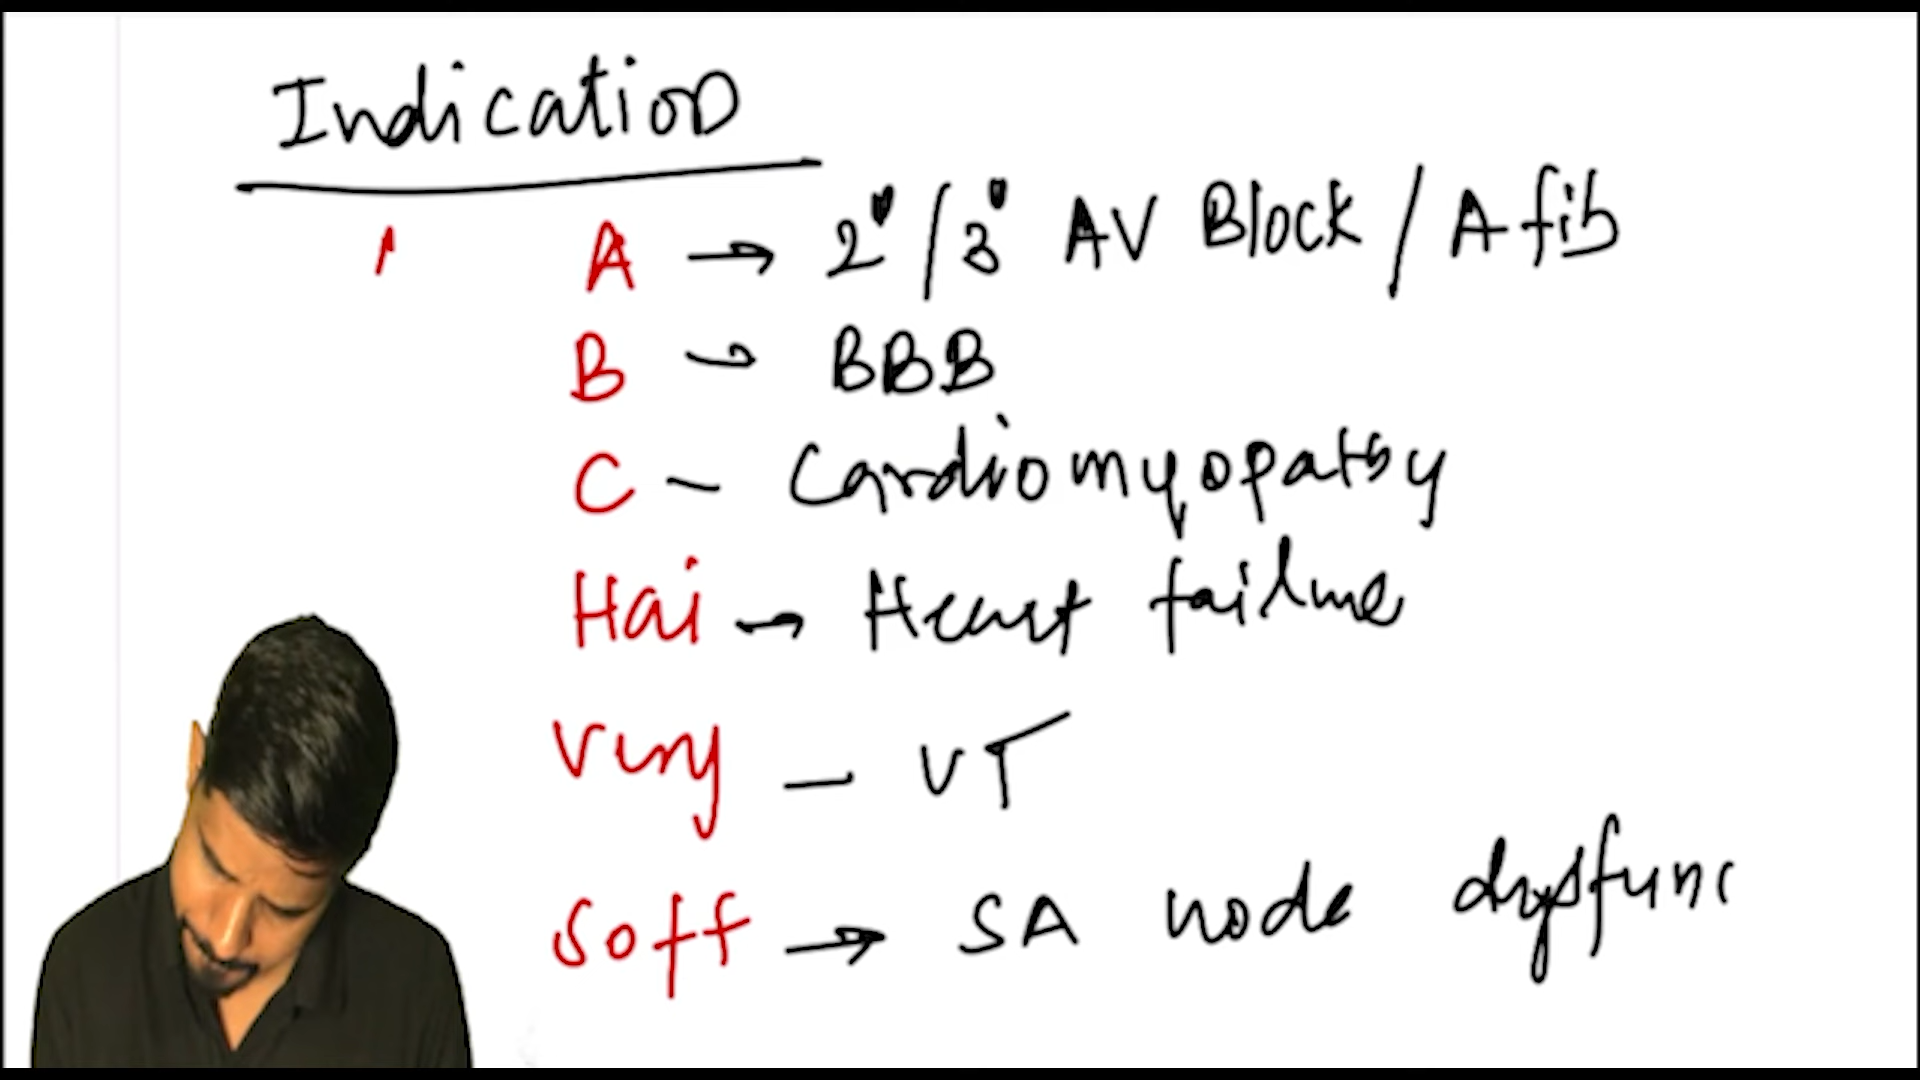 Indication
A → 2°/3° AV Block / A fib
B → BBB
C - Cardiomyopathy
Hai → Heart failure
Very - VT
Soft → SA node dysfunc